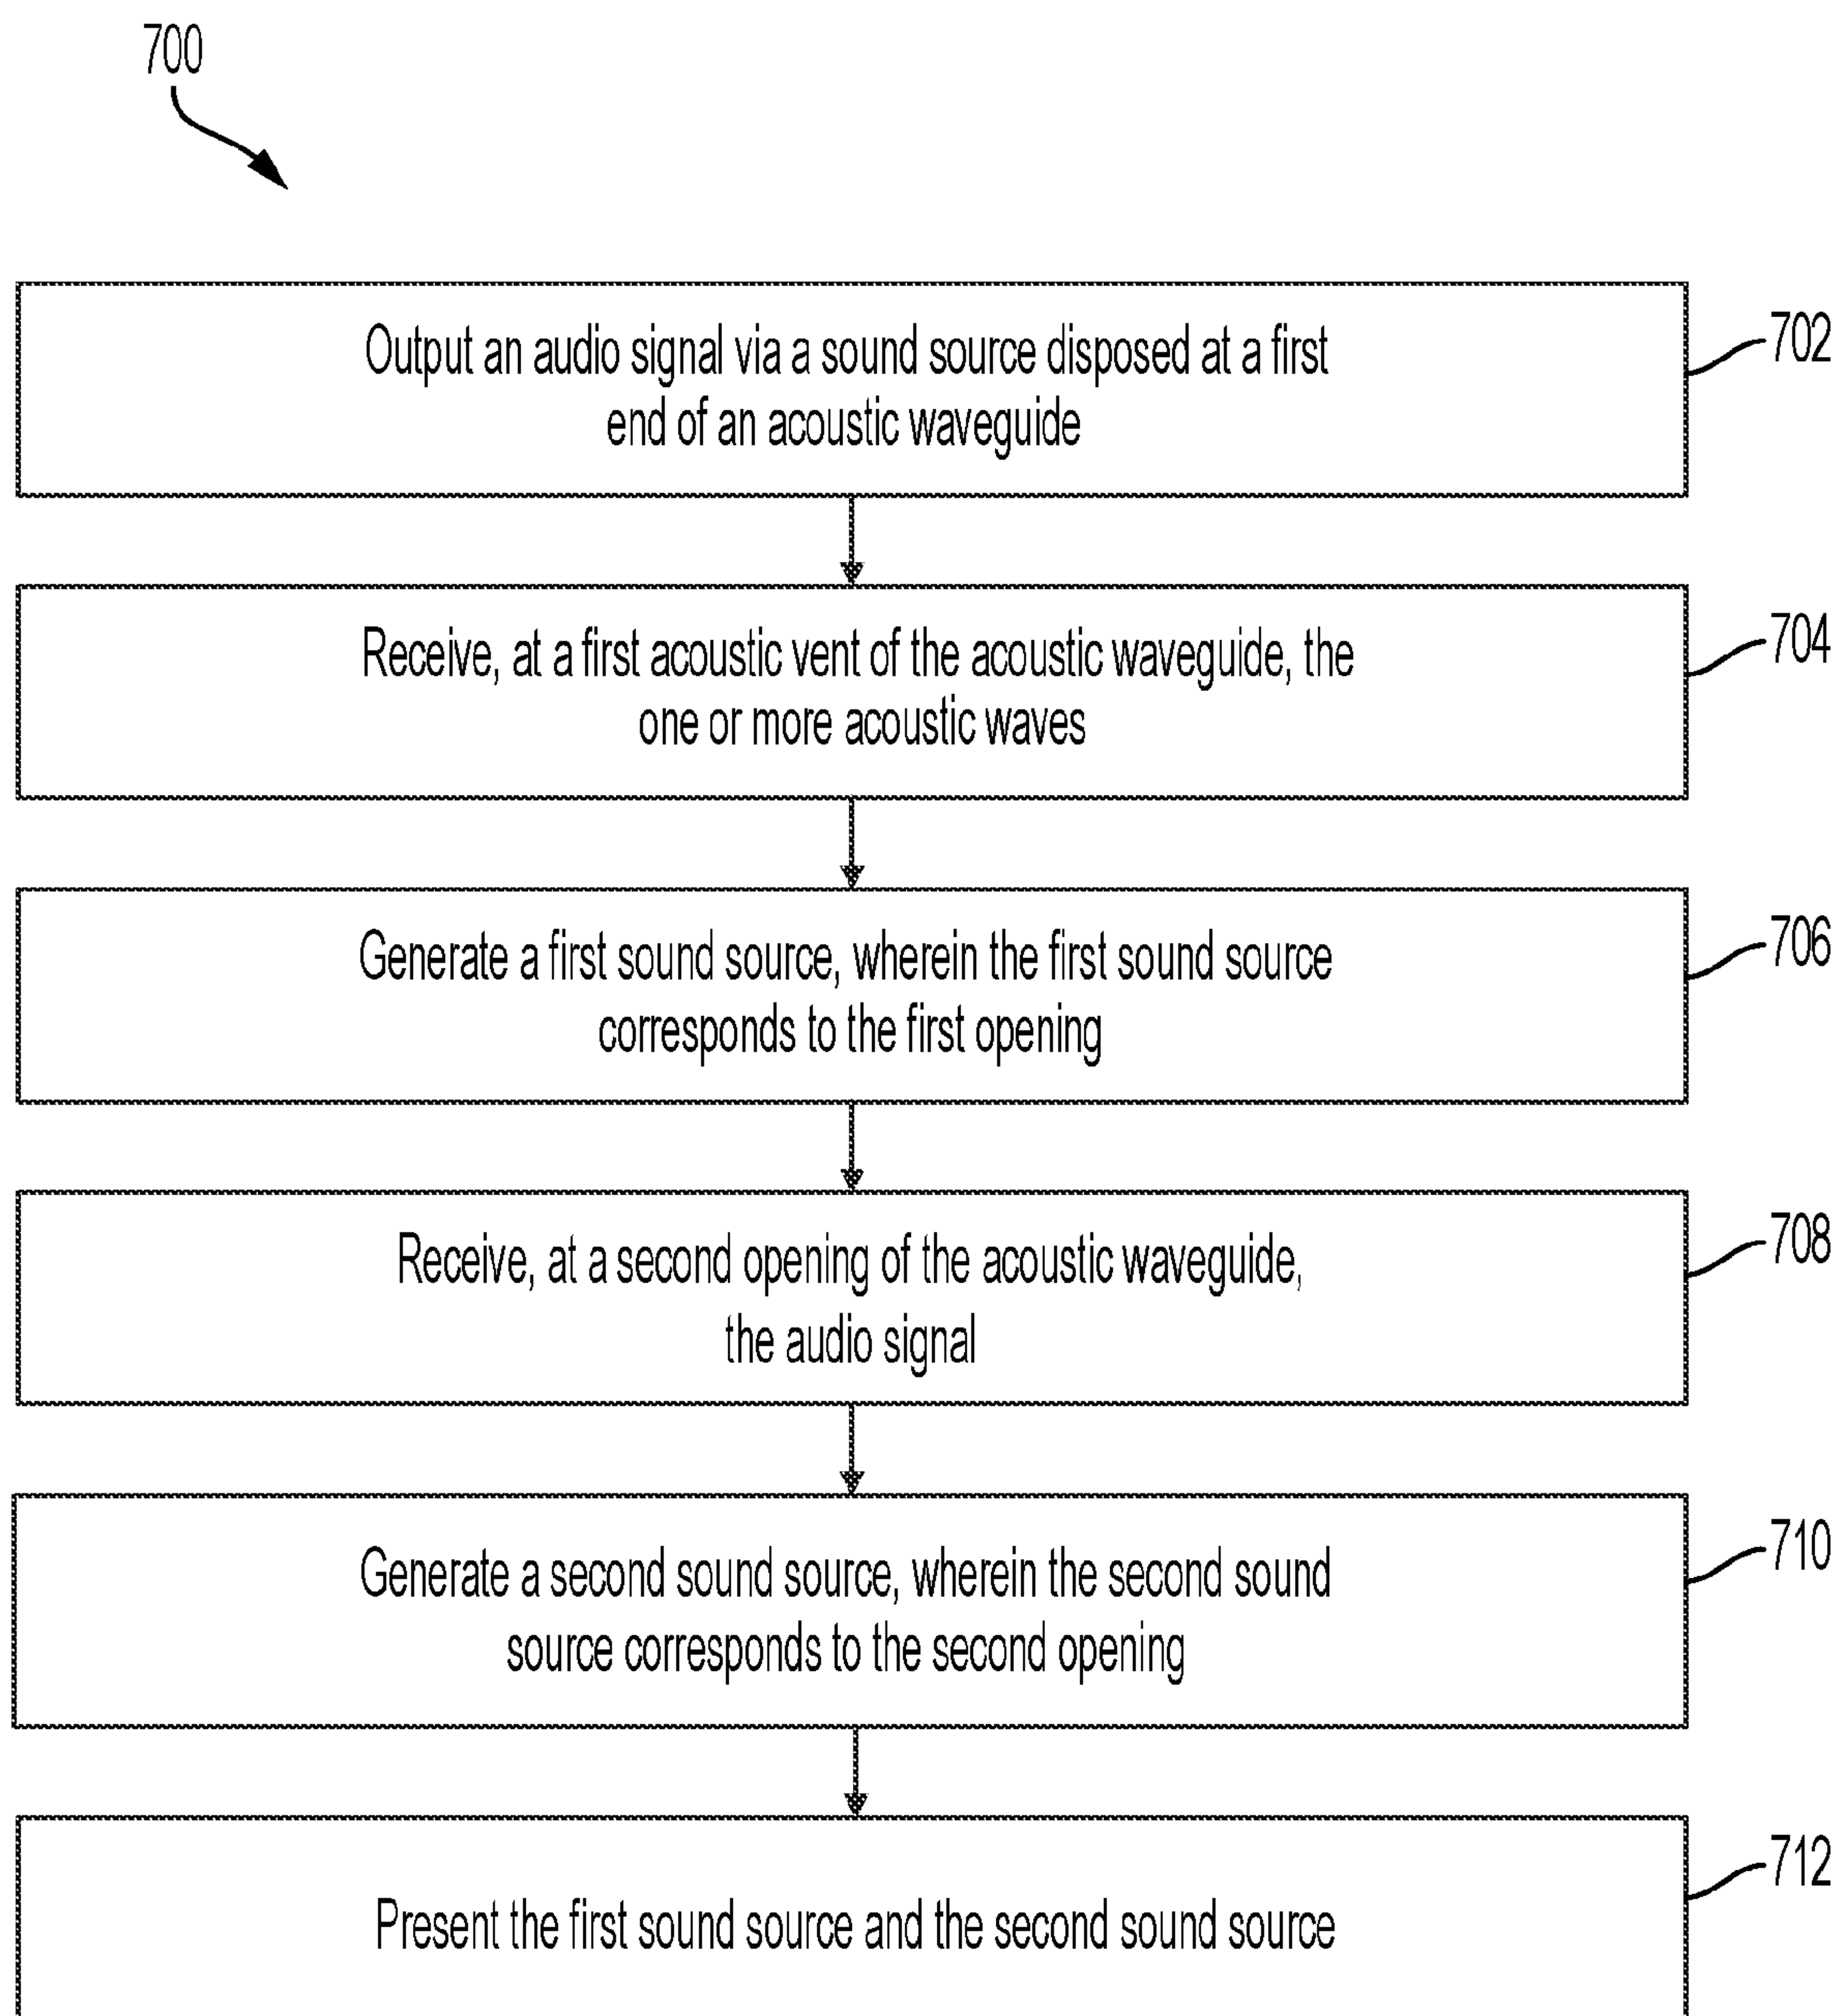 700
Output an audio signal via a sound source disposed at a first
end of an acoustic waveguide
702
Receive, at a first acoustic vent of the acoustic waveguide, the
one or more acoustic waves
704
Generate a first sound source, wherein the first sound source
corresponds to the first opening
706
Receive, at a second opening of the acoustic waveguide,
the audio signal
708
Generate a second sound source, wherein the second sound
source corresponds to the second opening
710
Present the first sound source and the second sound source
712